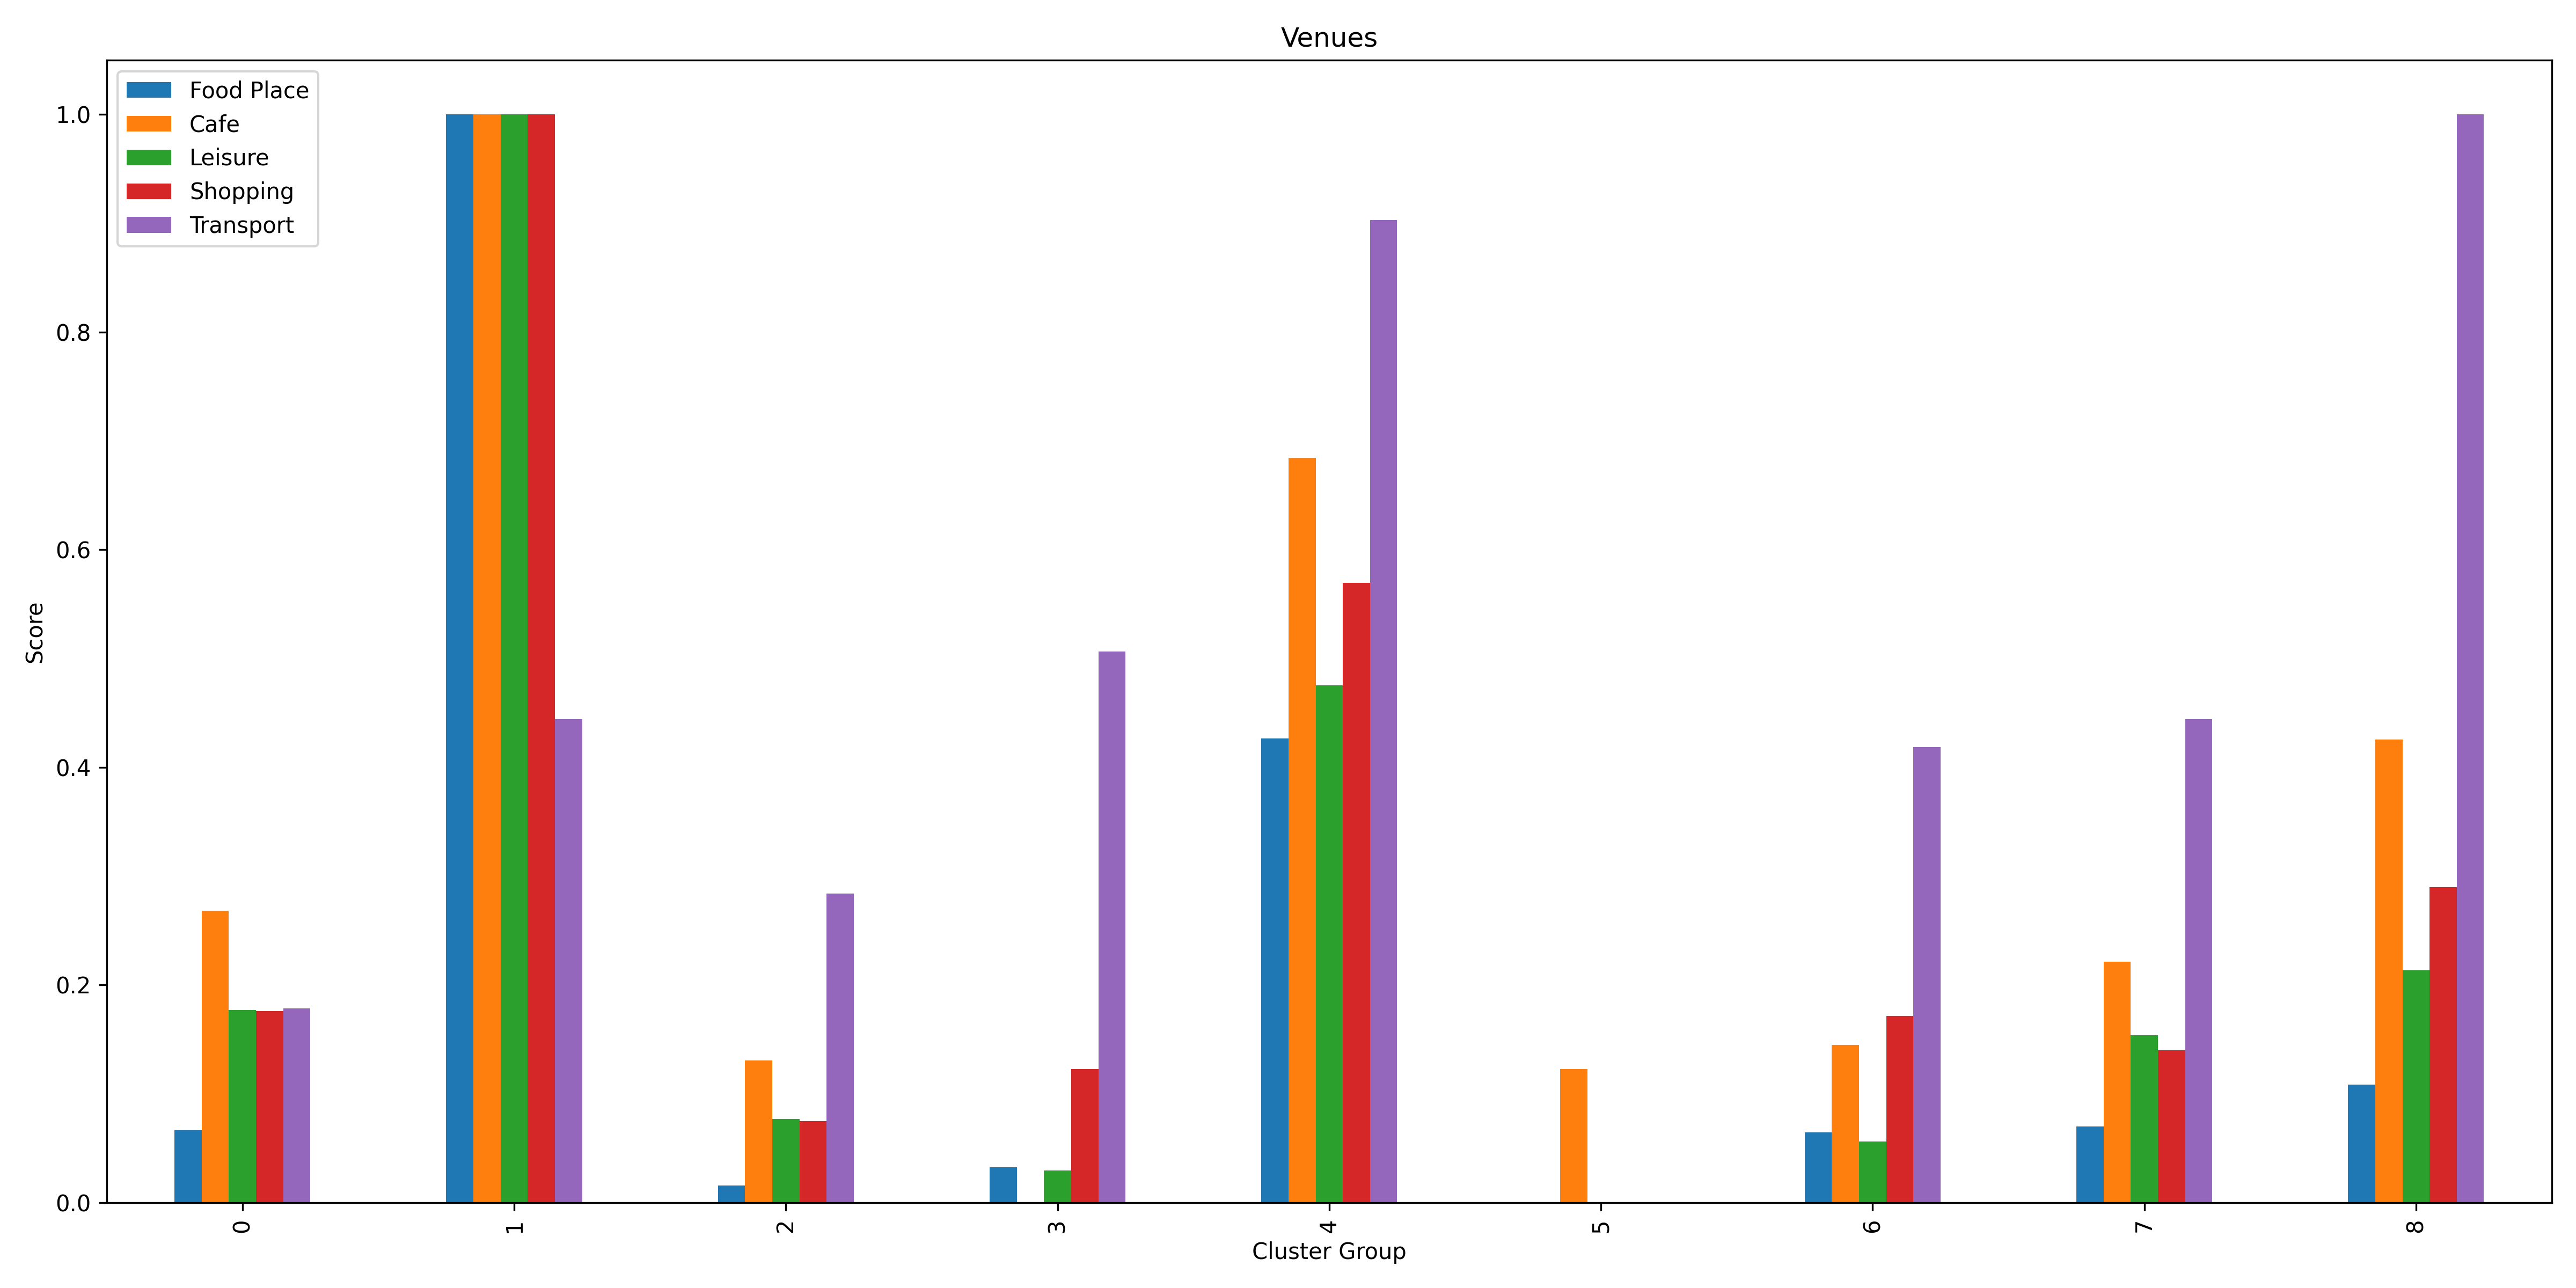 Venues
Food Place
Cafe
Leisure
Shopping
Transport
1.0
0.8
0.6
0.4
0.2
0.0
Score
0 1 2 3 4 5 6 7 8
Cluster Group